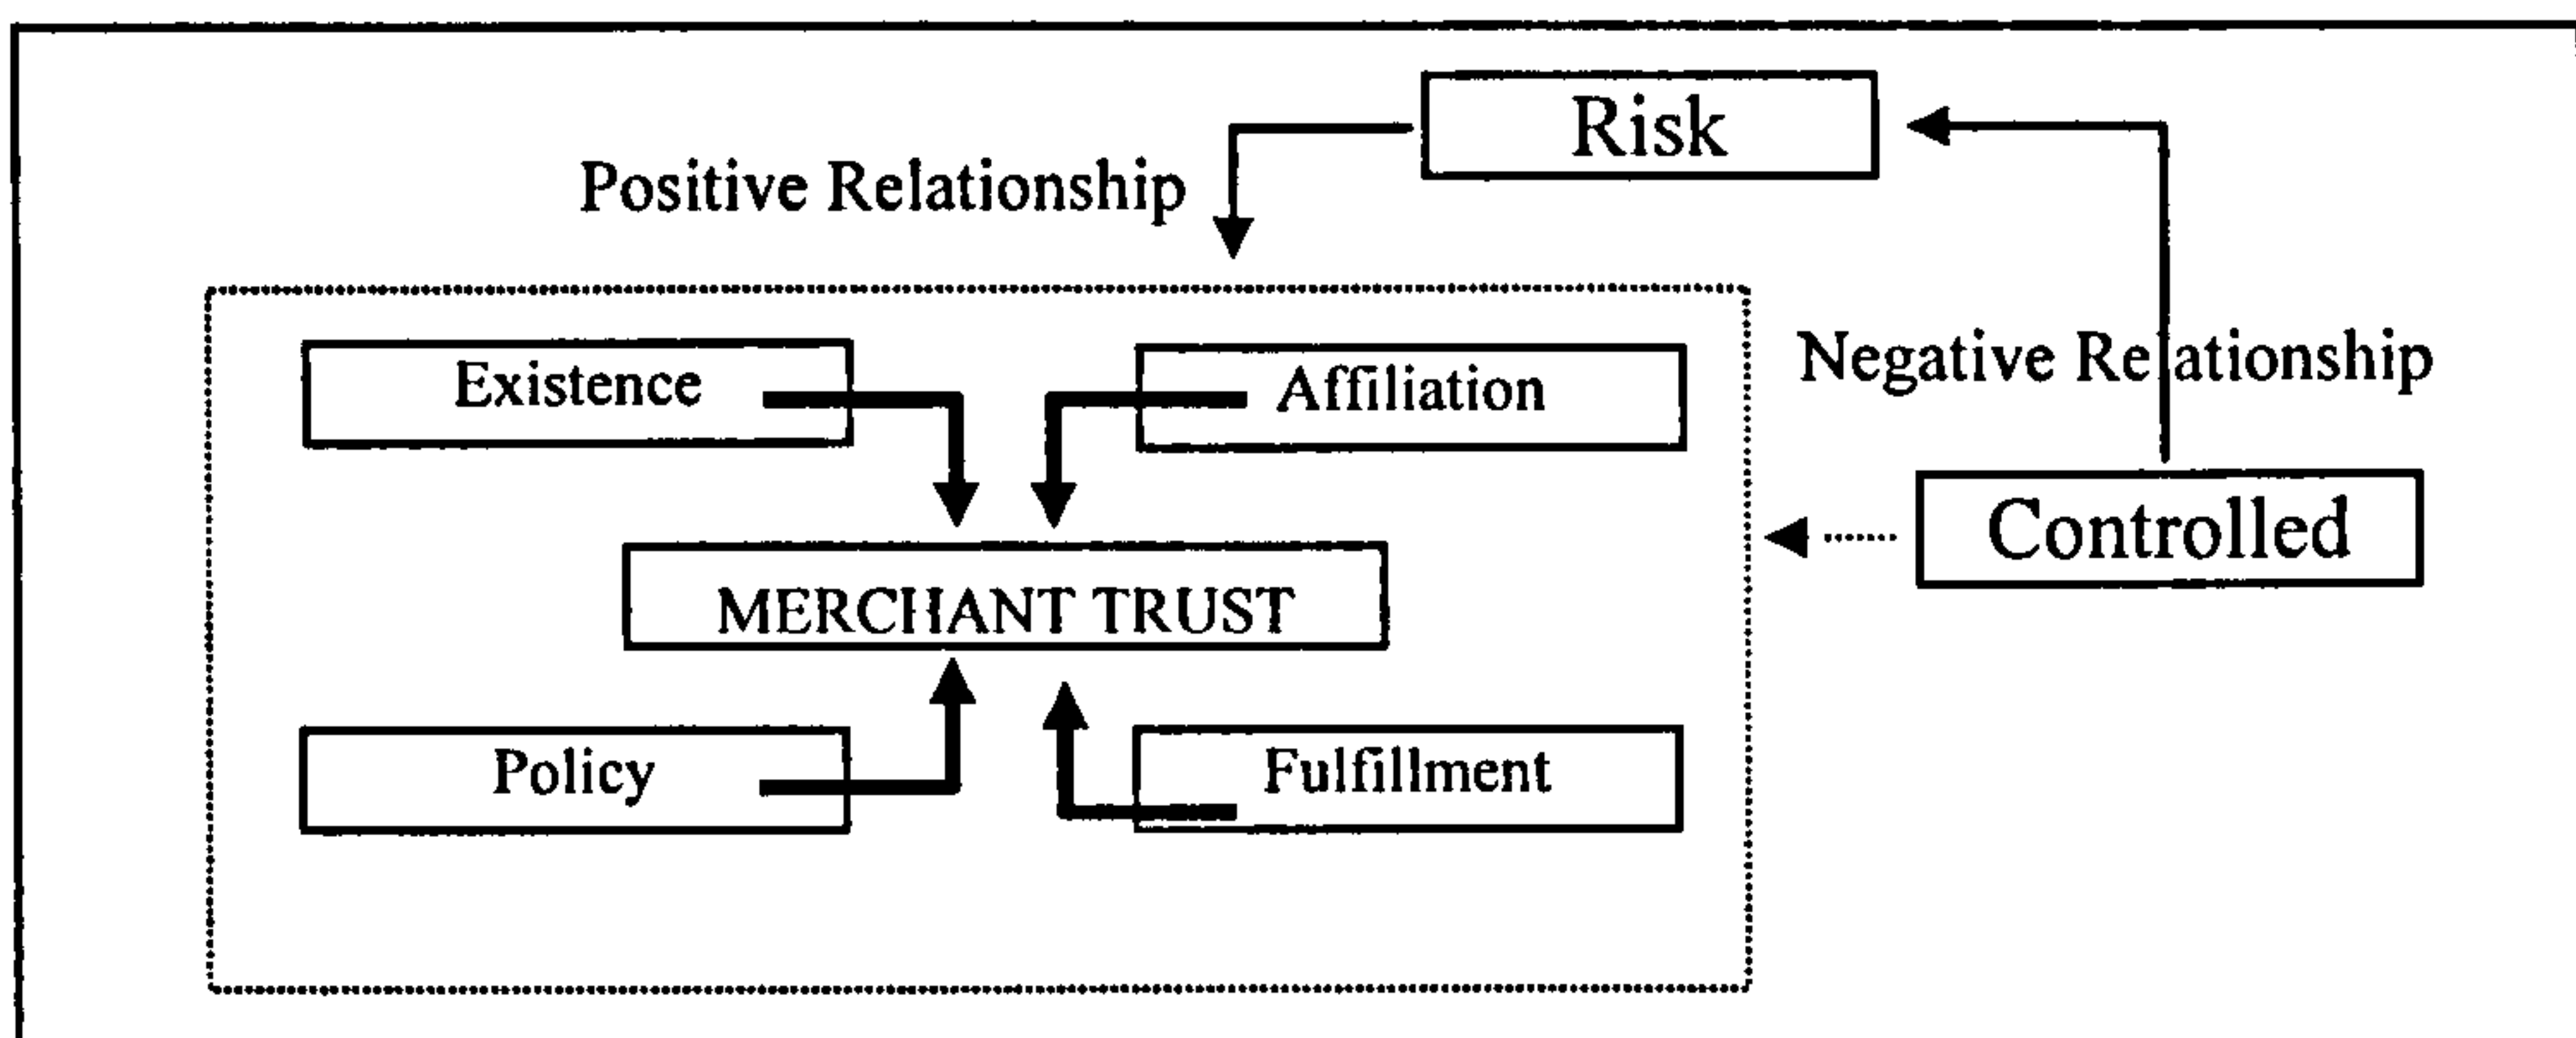 Risk
Positive Relationship
Existence
Affiliation
Negative Relationship
Controlled
MERCHANT TRUST
Policy
Fulfillment